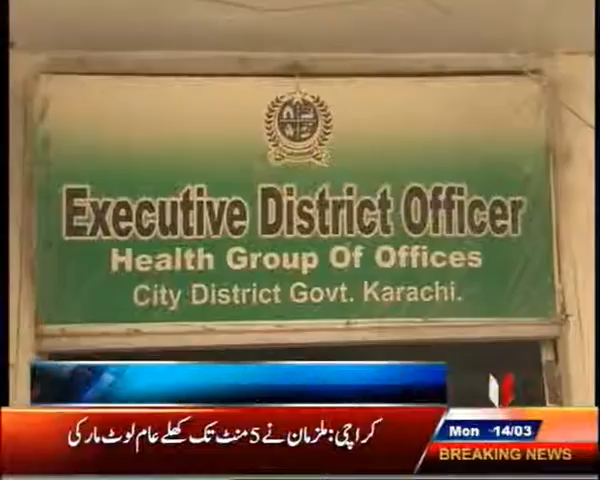 Executive District Officer
Health Group Of Offices
City District Govt. Karachi.
کراچی: ملزمان نے 5 منٹ تک کھلے عام لوٹ مار کی
Mon 14/03
BREAKING NEWS